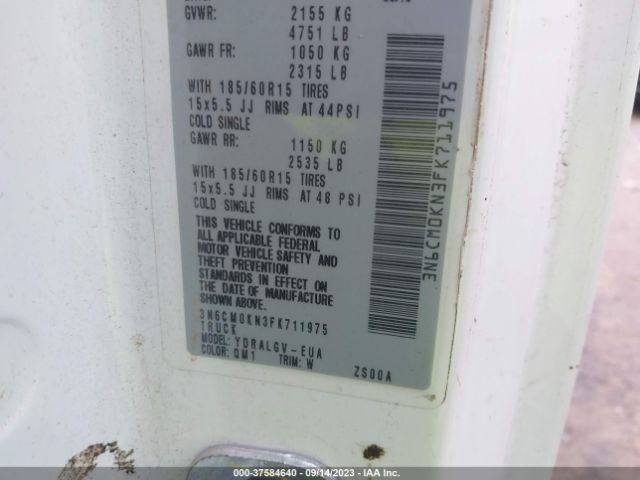 GVWR: 2155 KG
4751 LB
GAWR FR: 1050 KG
2315 LB
WITH 185/60R15 TIRES
15x5.5 JJ RIMS AT 44PSI
COLD SINGLE
GAWR RR: 1150 KG
2535 LB
WITH 185/60R15 TIRES
15x5.5 JJ RIMS AT 48 PSI
COLD SINGLE
THIS VEHICLE CONFORMS TO
ALL APPLICABLE FEDERAL
MOTOR VEHICLE SAFETY AND
THEFT PREVENTION
STANDARDS IN EFFECT ON
THE DATE OF MANUFACTURE
SHOWN ABOVE.
3N6CM0KN3FK711975
TRUCK
MODEL: YDRALGV-EUA
COLOR: QM1 TRIM: W
ZS00A
3N6CM0KN3FK711975
000-37584640 - 09/14/2023 - IAAI.COM